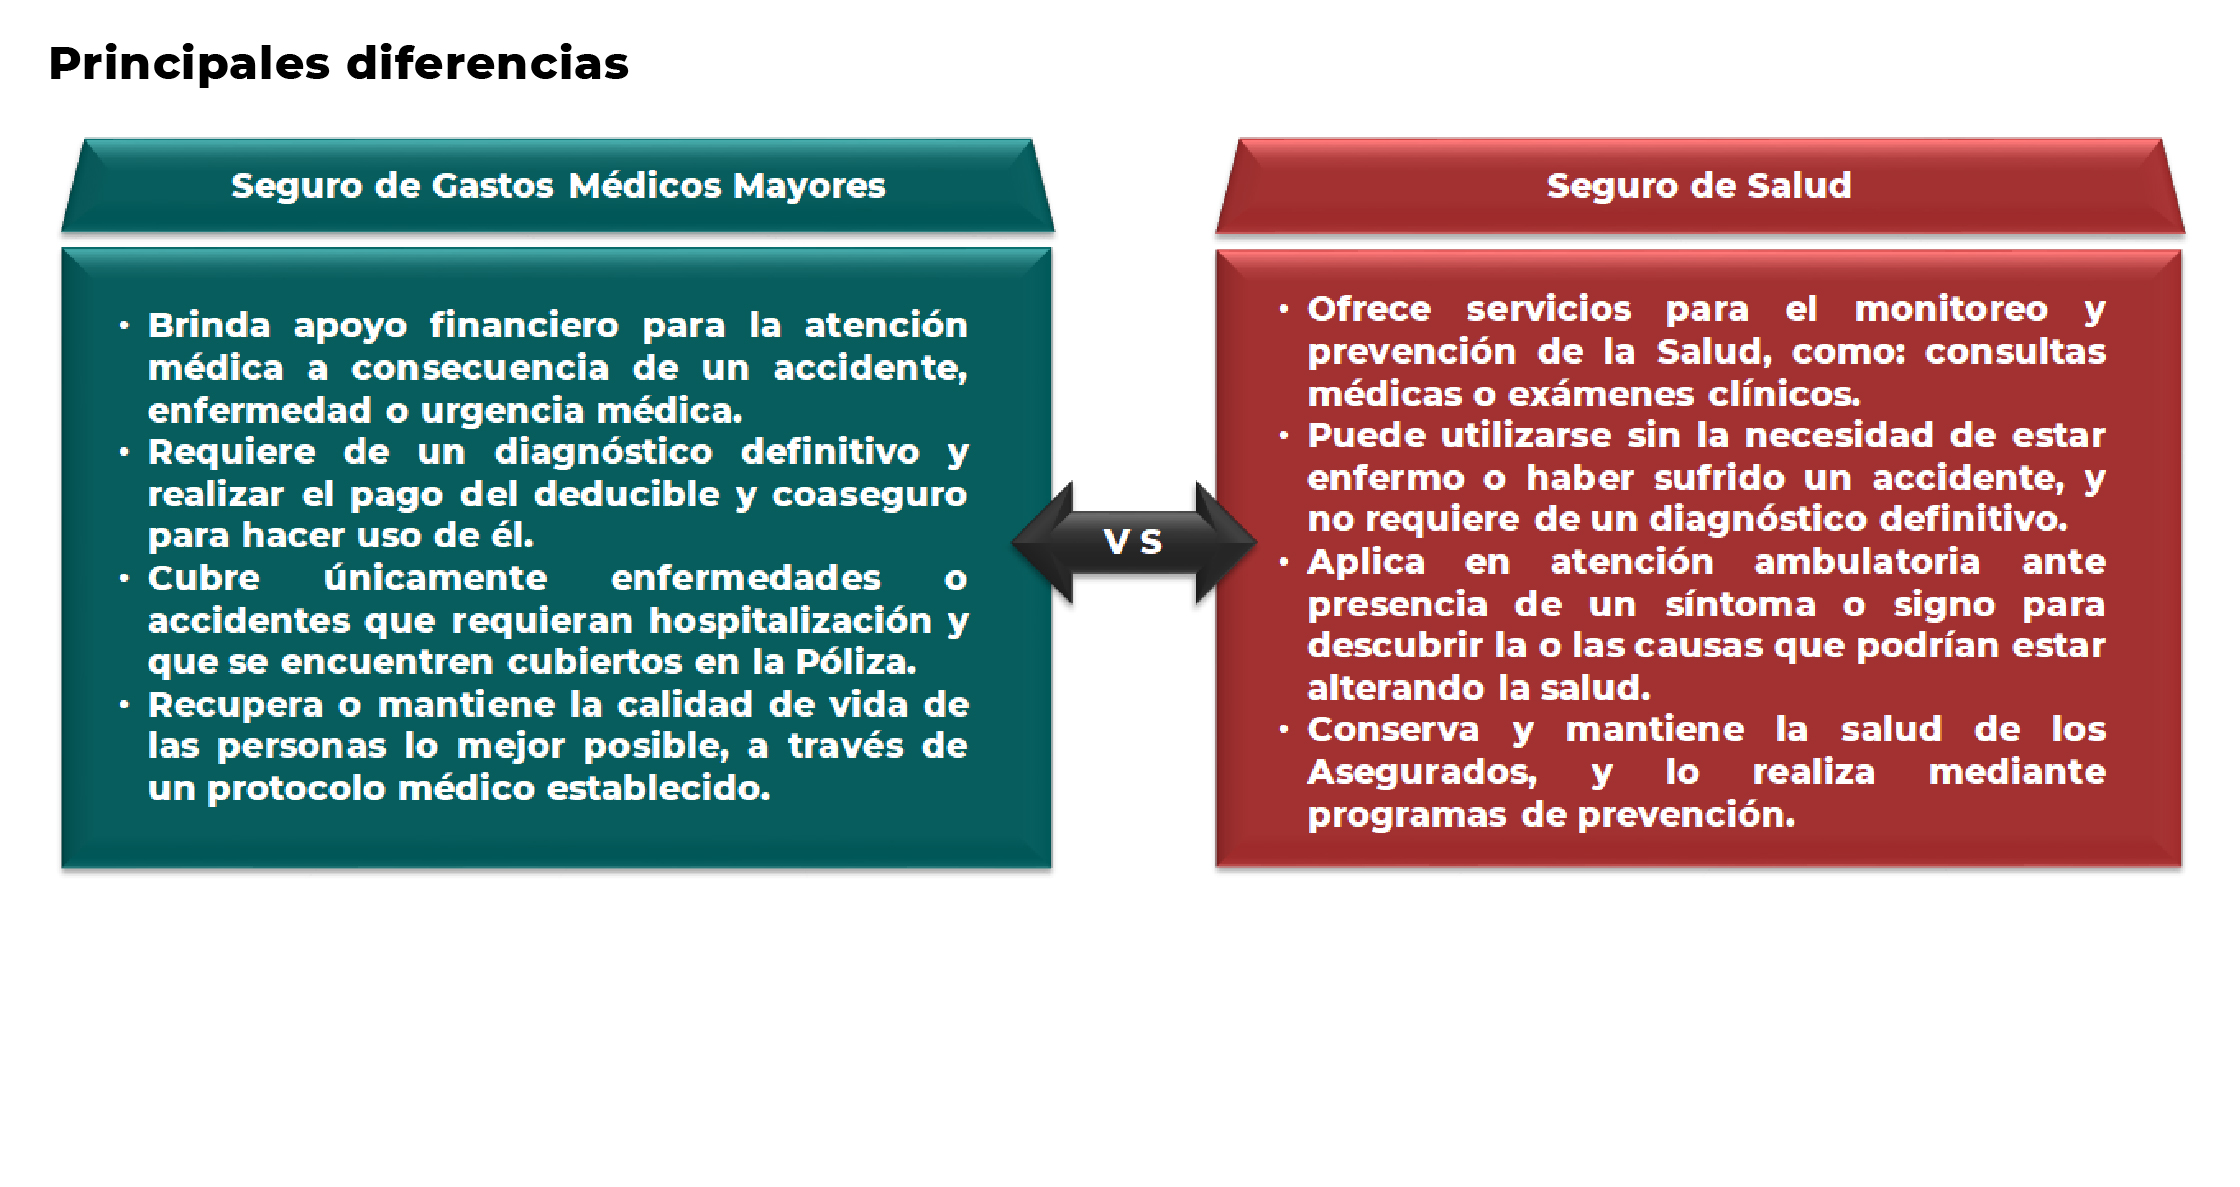 Principales diferencias
Seguro de Gastos Médicos Mayores
• Brinda apoyo financiero para la atención
médica a consecuencia de un accidente,
enfermedad o urgencia médica.
• Requiere de un diagnóstico definitivo y
realizar el pago del deducible y coaseguro
para hacer uso de él.
• Cubre únicamente enfermedades o
accidentes que requieran hospitalización y
que se encuentren cubiertos en la Póliza.
• Recupera o mantiene la calidad de vida de
las personas lo mejor posible, a través de
un protocolo médico establecido.
VS
Seguro de Salud
• Ofrece servicios para el monitoreo y
prevención de la Salud, como: consultas
médicas o exámenes clínicos.
• Puede utilizarse sin la necesidad de estar
enfermo o haber sufrido un accidente, y
no requiere de un diagnóstico definitivo.
• Aplica en atención ambulatoria ante
presencia de un síntoma o signo para
descubrir la o las causas que podrían estar
alterando la salud.
• Conserva y mantiene la salud de los
Asegurados, y lo realiza mediante
programas de prevención.